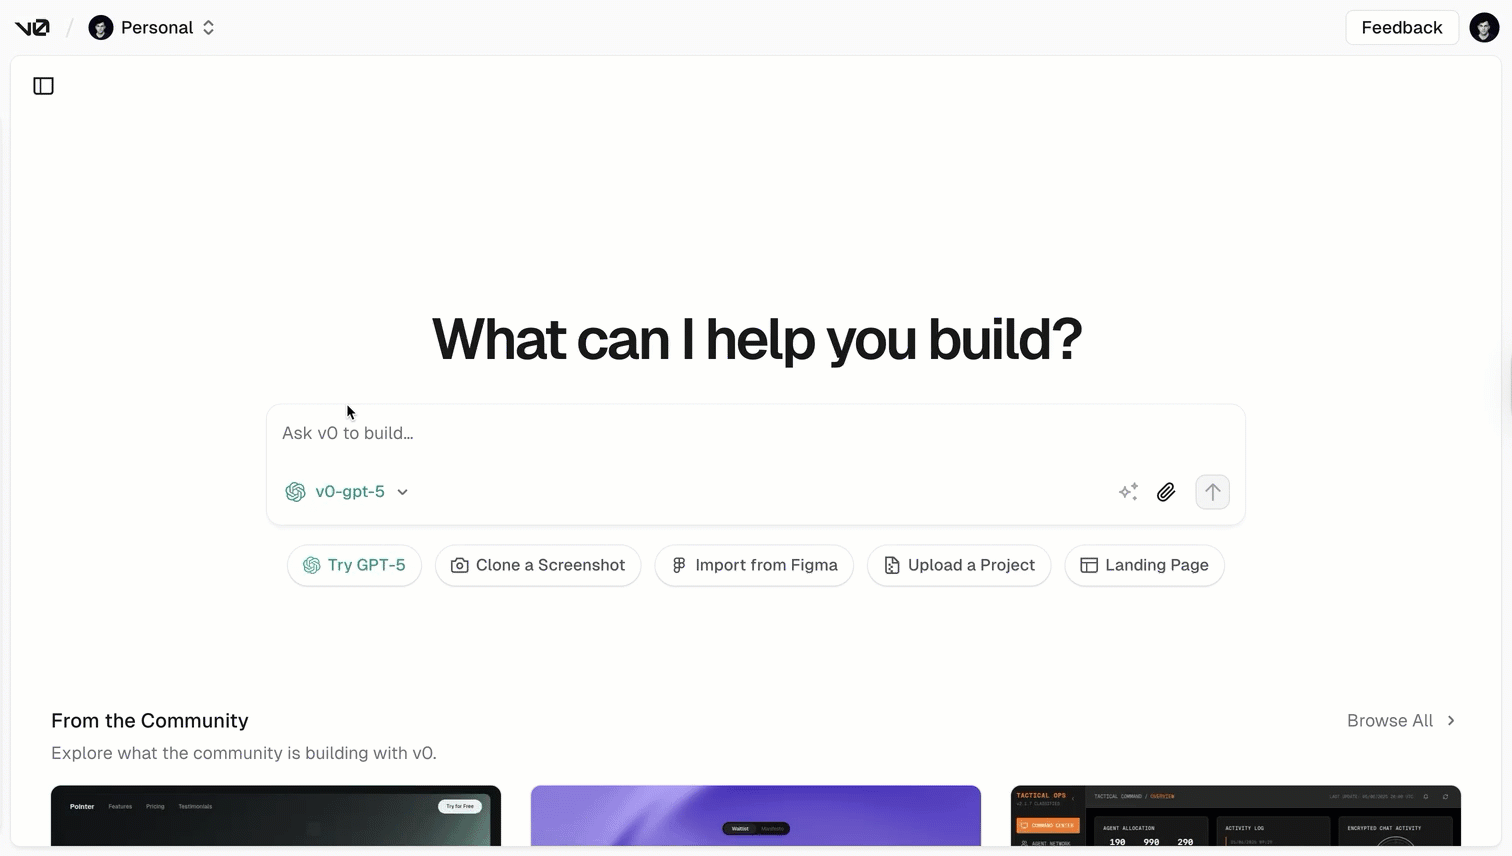 v0 / Personal
Feedback
What can I help you build?
Ask v0 to build...
v0-gpt-5
Try GPT-5
Clone a Screenshot
Import from Figma
Upload a Project
Landing Page
From the Community
Browse All
Explore what the community is building with v0.
Pointer Features Pricing Testimonials Try for Free
Waitlist Manifesto
TACTICAL OPS
TACTICAL COMMAND / OVERVIEW
COMMAND CENTER
AGENT NETWORK
AGENT ALLOCATION
190 990 290
ACTIVITY LOG
ENCRYPTED CHAT ACTIVITY